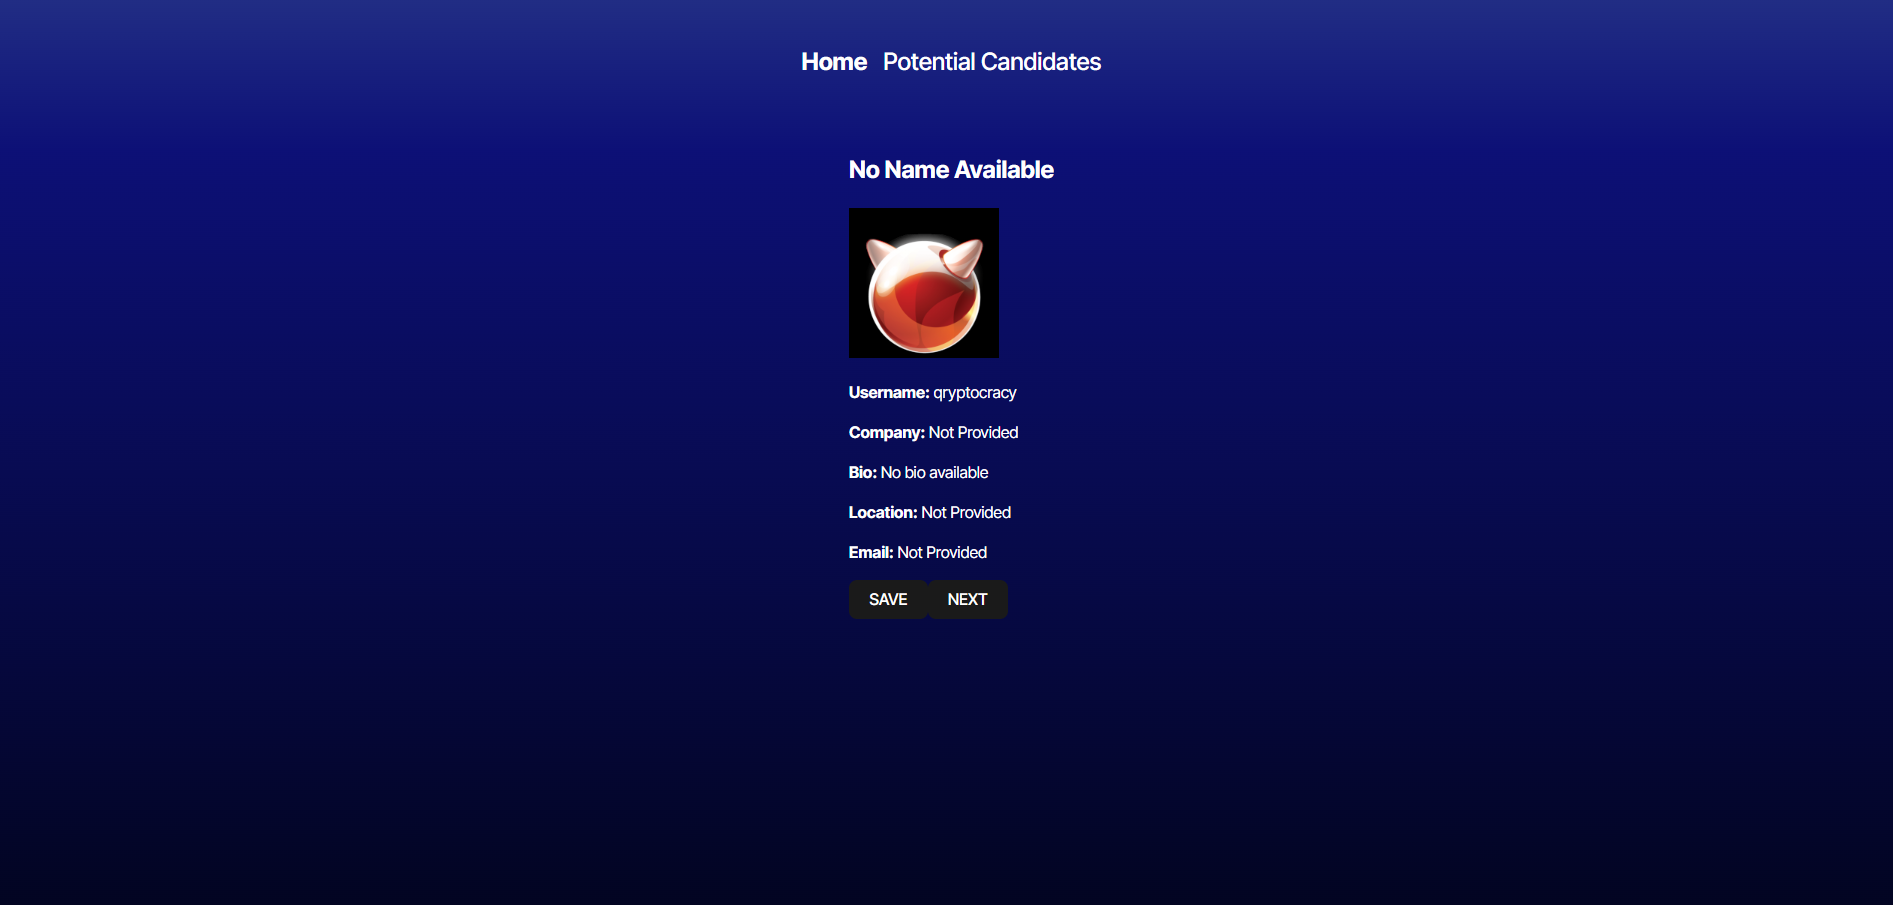 Home Potential Candidates
No Name Available
Username: qryptocracy
Company: Not Provided
Bio: No bio available
Location: Not Provided
Email: Not Provided
SAVE NEXT